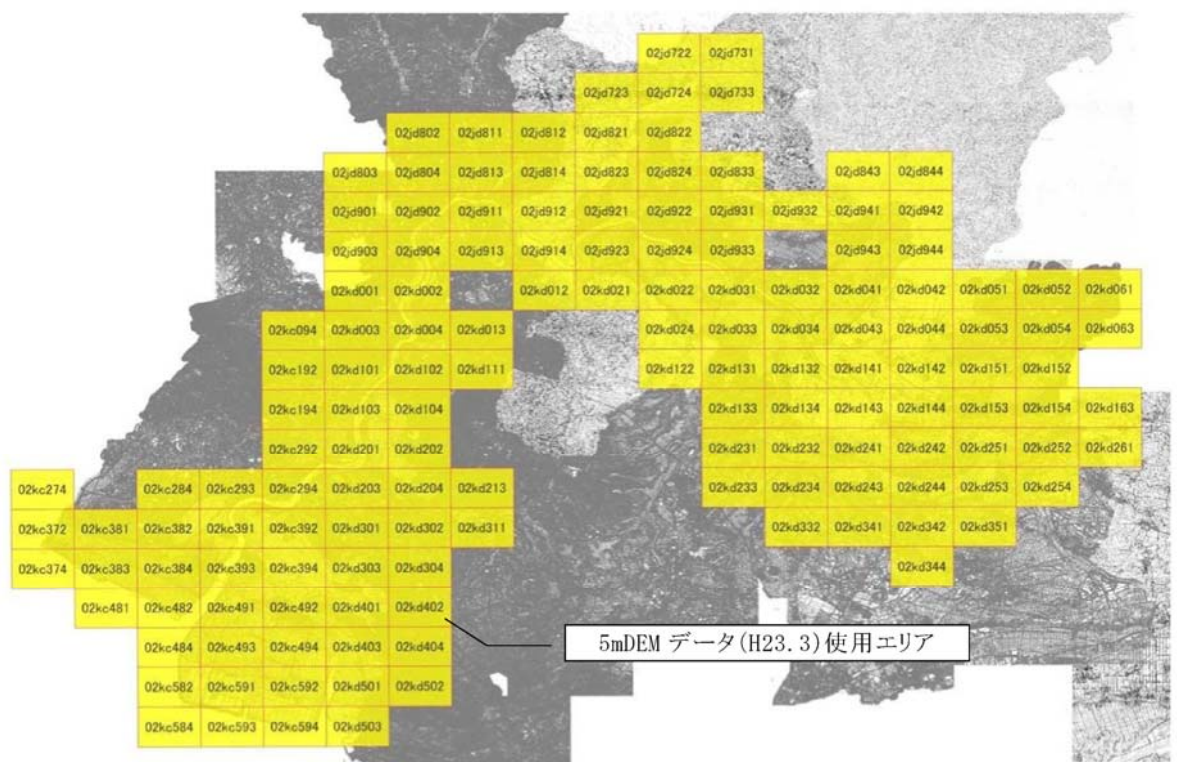 02jd722 02jd731
02jd723 02jd724 02jd733
02jd802 02jd811 02jd812 02jd821 02jd822
02jd803 02jd804 02jd813 02jd814 02jd823 02jd824 02jd833 02jd843 02jd844
02jd901 02jd902 02jd911 02jd912 02jd921 02jd922 02jd931 02jd932 02jd941 02jd942
02jd903 02jd904 02jd913 02jd914 02jd923 02jd924 02jd933 02jd943 02jd944
02kd001 02kd002 02kd012 02kd021 02kd022 02kd031 02kd032 02kd041 02kd042 02kd051 02kd052 02kd061
02kc094 02kd003 02kd004 02kd013 02kd024 02kd033 02kd034 02kd043 02kd044 02kd053 02kd054 02kd063
02kc192 02kd101 02kd102 02kd111 02kd122 02kd131 02kd132 02kd141 02kd142 02kd151 02kd152
02kc194 02kd103 02kd104 02kd133 02kd134 02kd143 02kd144 02kd153 02kd154 02kd163
02kc292 02kd201 02kd202 02kd231 02kd232 02kd241 02kd242 02kd251 02kd252 02kd261
02kc274 02kc284 02kc293 02kc294 02kd203 02kd204 02kd213 02kd233 02kd234 02kd243 02kd244 02kd253 02kd254
02kc372 02kc381 02kc382 02kc391 02kc392 02kd301 02kd302 02kd311 02kd332 02kd341 02kd342 02kd351
02kc374 02kc383 02kc384 02kc393 02kc394 02kd303 02kd304 02kd344
02kc481 02kc482 02kc491 02kc492 02kd401 02kd402
5mDEM データ(H23.3)使用エリア
02kc484 02kc493 02kc494 02kd403 02kd404
02kc582 02kc591 02kc592 02kd501 02kd502
02kc584 02kc593 02kc594 02kd503